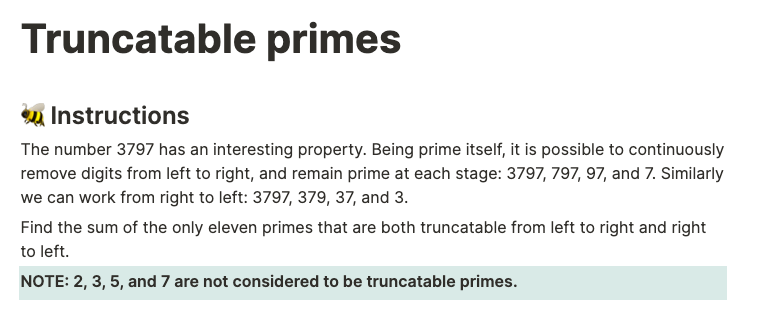 Truncatable primes
🐝 Instructions
The number 3797 has an interesting property. Being prime itself, it is possible to continuously
remove digits from left to right, and remain prime at each stage: 3797, 797, 97, and 7. Similarly
we can work from right to left: 3797, 379, 37, and 3.
Find the sum of the only eleven primes that are both truncatable from left to right and right
to left.
NOTE: 2, 3, 5, and 7 are not considered to be truncatable primes.